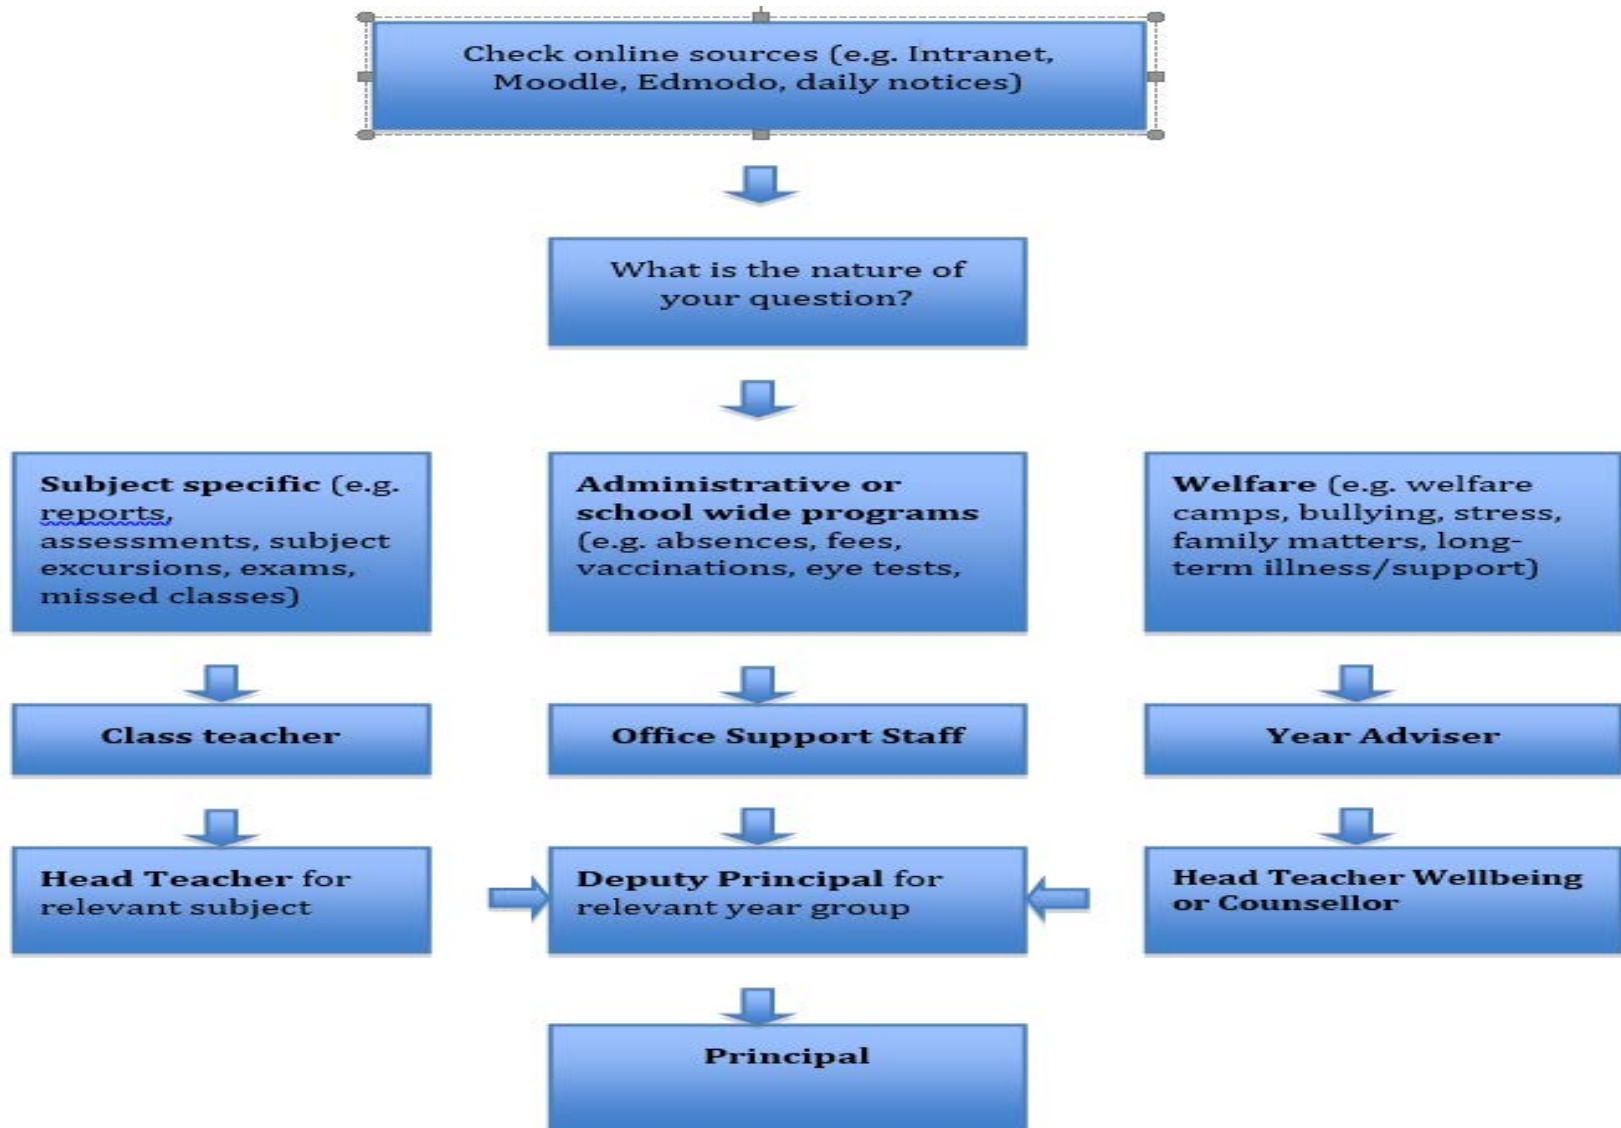 Check online sources (e.g. Intranet,
Moodle, Edmodo, daily notices)
What is the nature of
your question?
Subject specific (e.g.
reports,
assessments, subject
excursions, exams,
missed classes)
Administrative or
school wide programs
(e.g. absences, fees,
vaccinations, eye tests,
Welfare (e.g. welfare
camps, bullying, stress,
family matters, long-
term illness/support)
Class teacher
Office Support Staff
Year Adviser
Head Teacher for
relevant subject
Deputy Principal for
relevant year group
Head Teacher Wellbeing
or Counsellor
Principal